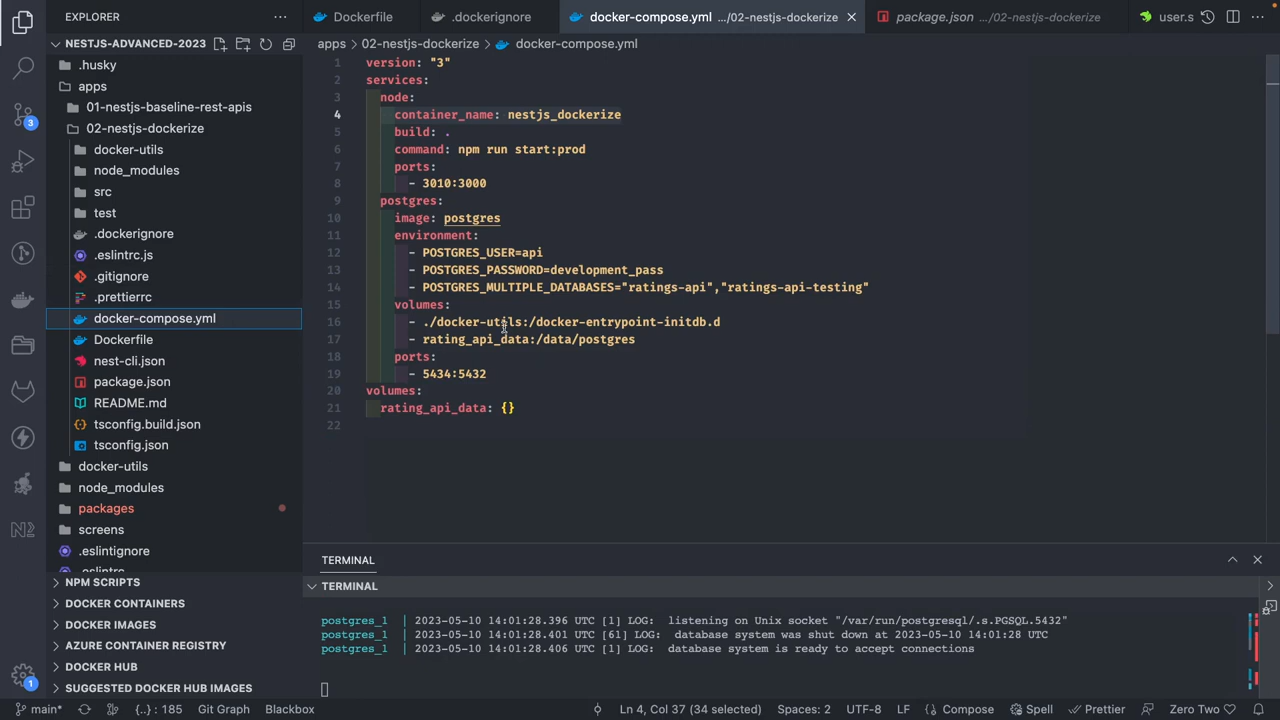 EXPLORER
Dockerfile
.dockerignore
docker-compose.yml .../02-nestjs-dockerize
package.json .../02-nestjs-dockerize
user.s
NESTJS-ADVANCED-2023
apps > 02-nestjs-dockerize > docker-compose.yml
.husky
apps
01-nestjs-baseline-rest-apis
02-nestjs-dockerize
docker-utils
node_modules
src
test
.dockerignore
.eslintrc.js
.gitignore
.prettierrc
docker-compose.yml
Dockerfile
nest-cli.json
package.json
README.md
tsconfig.build.json
tsconfig.json
docker-utils
node_modules
packages
screens
.eslintignore
.eslintrc
NPM SCRIPTS
DOCKER CONTAINERS
DOCKER IMAGES
AZURE CONTAINER REGISTRY
DOCKER HUB
SUGGESTED DOCKER HUB IMAGES
3
1
1 version: "3"
2 services:
3 node:
4 container_name: nestjs_dockerize
5 build: .
6 command: npm run start:prod
7 ports:
8 - 3010:3000
9 postgres:
10 image: postgres
11 environment:
12 - POSTGRES_USER=api
13 - POSTGRES_PASSWORD=development_pass
14 - POSTGRES_MULTIPLE_DATABASES="ratings-api","ratings-api-testing"
15 volumes:
16 - ./docker-utils:/docker-entrypoint-initdb.d
17 - rating_api_data:/data/postgres
18 ports:
19 - 5434:5432
20 volumes:
21 rating_api_data: {}
22
TERMINAL
TERMINAL
postgres_1 | 2023-05-10 14:01:28.396 UTC [1] LOG: listening on Unix socket "/var/run/postgresql/.s.PGSQL.5432"
postgres_1 | 2023-05-10 14:01:28.401 UTC [61] LOG: database system was shut down at 2023-05-10 14:01:28 UTC
postgres_1 | 2023-05-10 14:01:28.406 UTC [1] LOG: database system is ready to accept connections
main* {..} : 185 Git Graph Blackbox Ln 4, Col 37 (34 selected) Spaces: 2 UTF-8 LF Compose Spell Prettier Zero Two